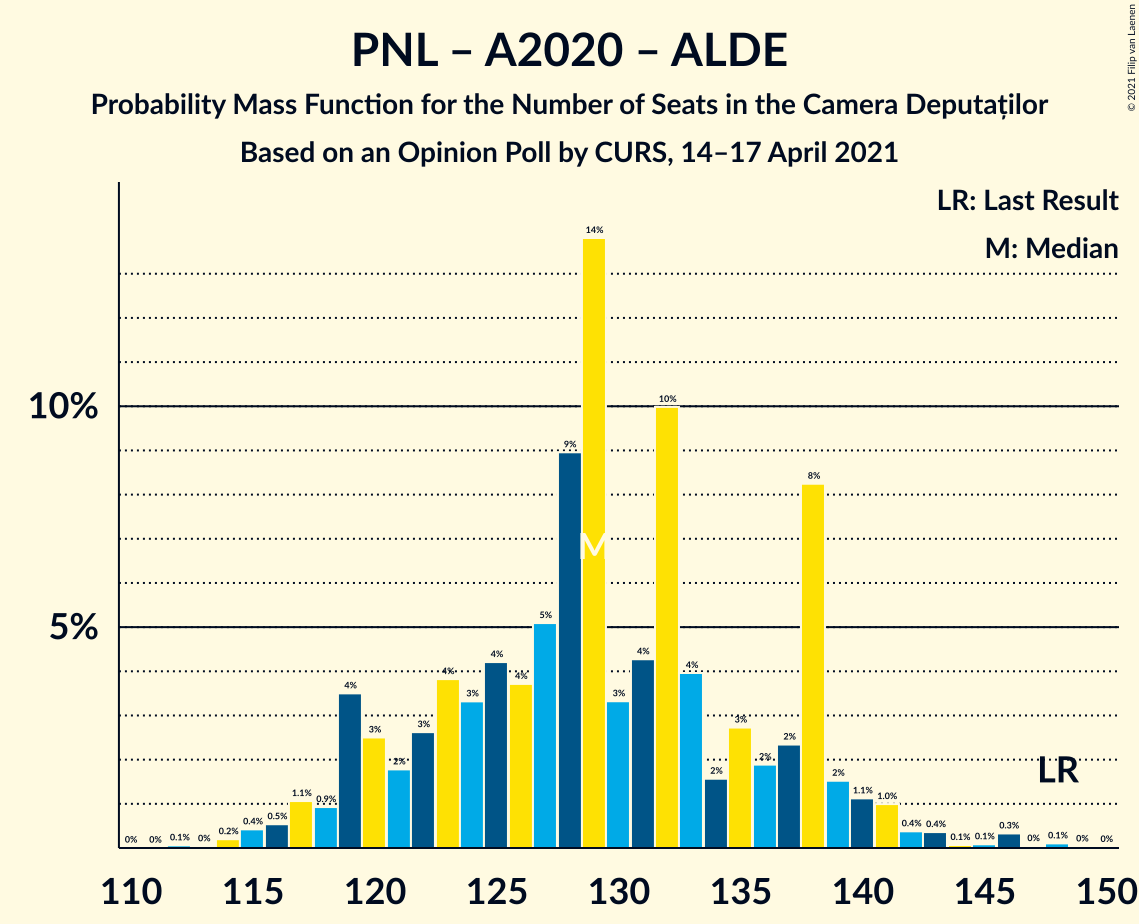 PNL – A2020 – ALDE
Probability Mass Function for the Number of Seats in the Camera Deputaților
Based on an Opinion Poll by CURS, 14–17 April 2021
© 2021 Filip van Laenen
LR: Last Result
M: Median
10%
5%
0% 0% 0.1% 0% 0.2% 0.4% 0.5% 1.1% 0.9% 4% 3% 2% 3% 4% 3% 4% 4% 5% 9% 14% 3% 4% 10% 4% 2% 3% 2% 2% 8% 2% 1.1% 1.0% 0.4% 0.4% 0.1% 0.1% 0.3% 0% 0.1% 0% 0%
M
LR
110 115 120 125 130 135 140 145 150